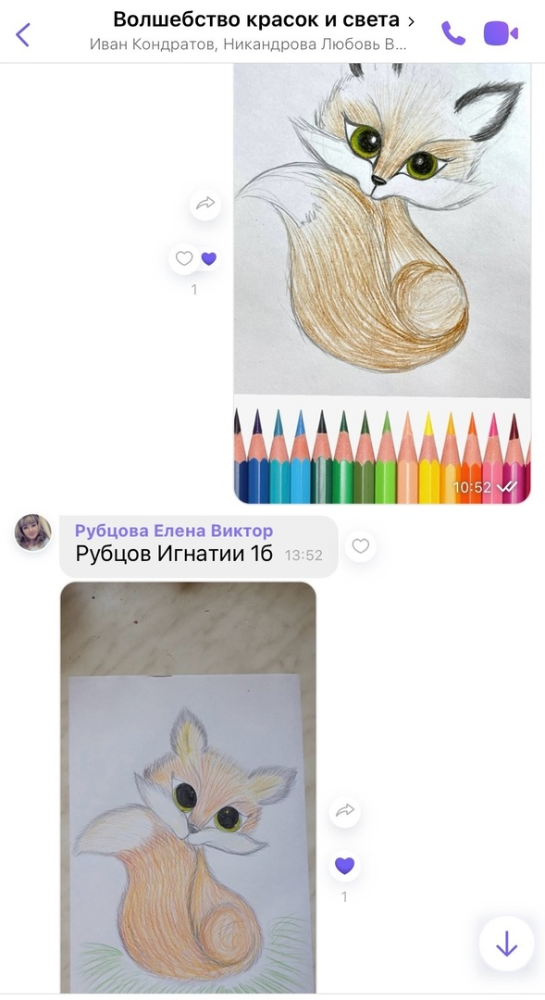 Волшебство красок и света
Иван Кондратов, Никандрова Любовь В...
1
10:52
Рубцова Елена Виктор
Рубцов Игнатии 1б 13:52
1